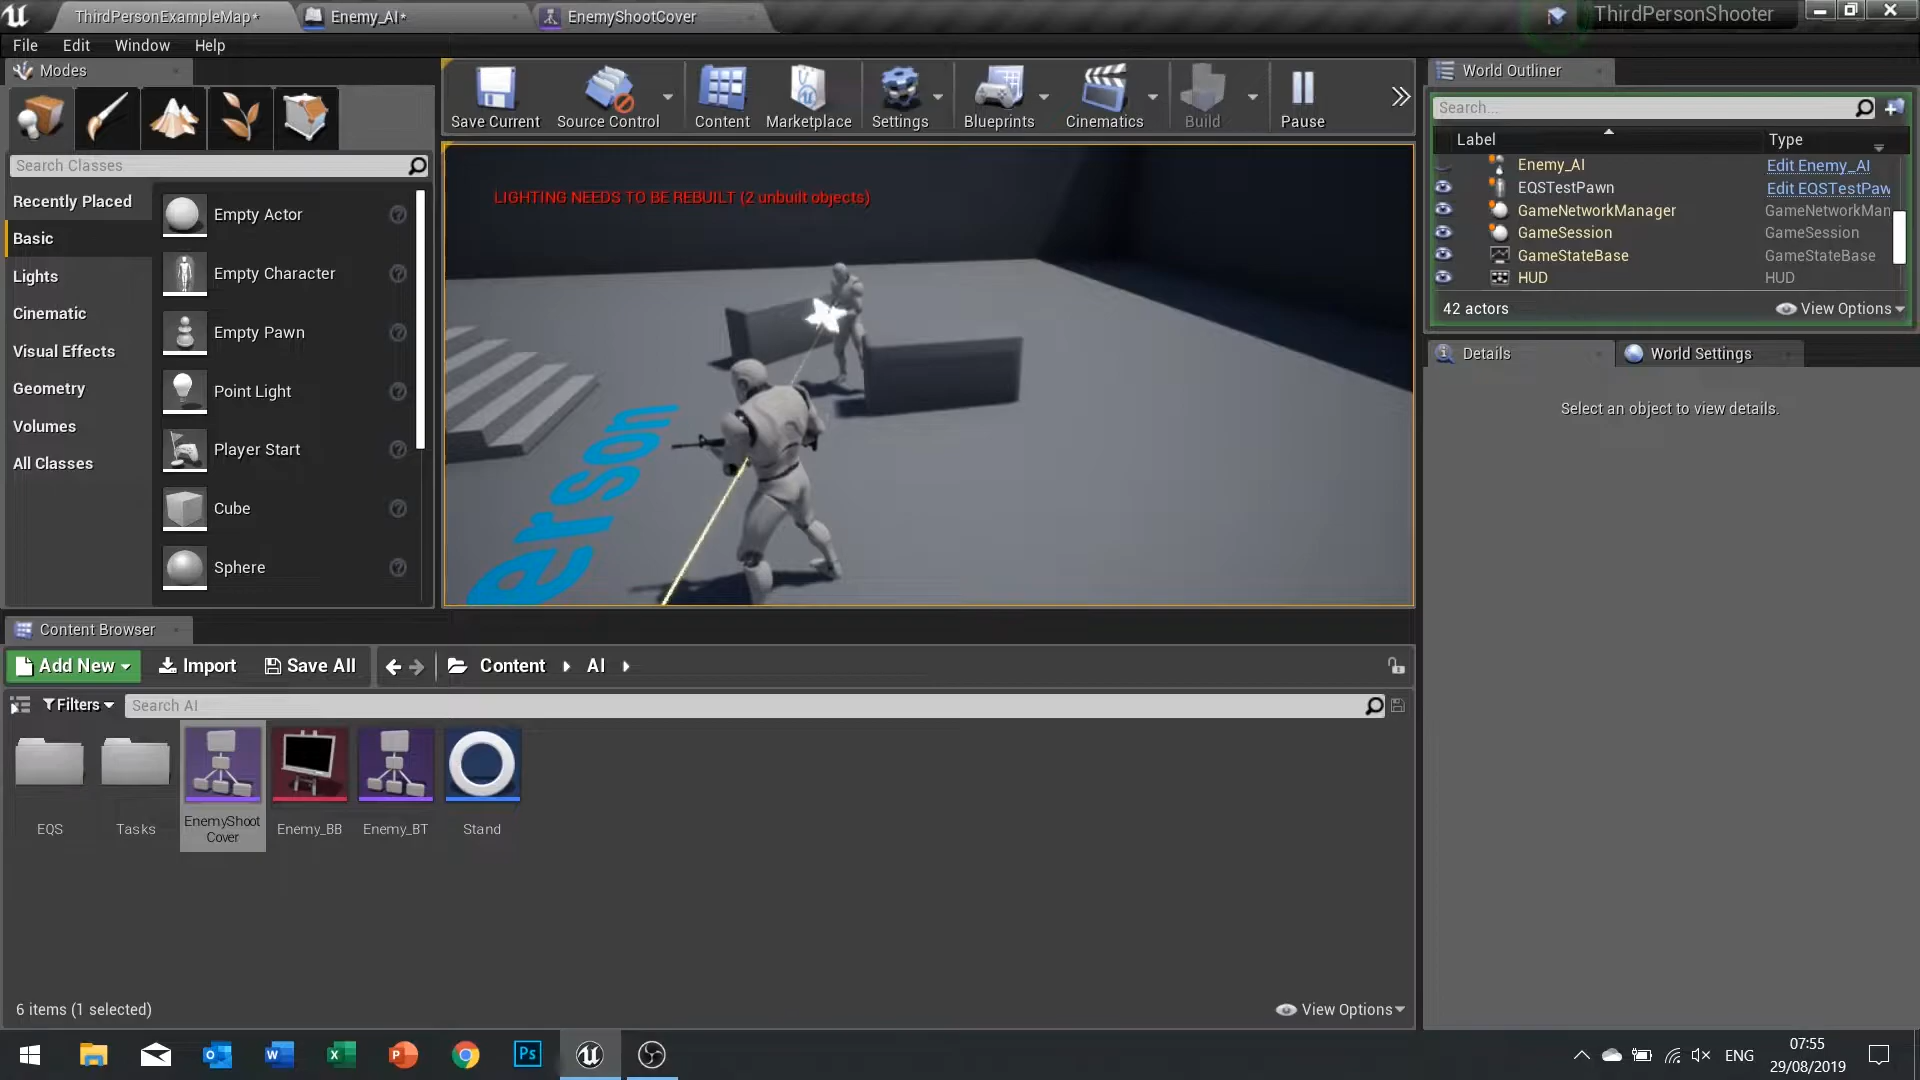 ThirdPersonExampleMap*
Enemy_AI*
EnemyShootCover
ThirdPersonShooter
File Edit Window Help
Modes
Save Current
Source Control
Content
Marketplace
Settings
Blueprints
Cinematics
Build
Pause
Search Classes
Recently Placed
Basic
Lights
Cinematic
Visual Effects
Geometry
Volumes
All Classes
Empty Actor
Empty Character
Empty Pawn
Point Light
Player Start
Cube
Sphere
LIGHTING NEEDS TO BE REBUILT (2 unbuilt objects)
erson
World Outliner
Search...
Label Type
Enemy_AI Edit Enemy_AI
EQSTestPawn Edit EQSTestPaw
GameNetworkManager GameNetworkMan
GameSession GameSession
GameStateBase GameStateBase
HUD HUD
42 actors View Options
Details
World Settings
Select an object to view details.
Content Browser
Add New Import Save All Content AI
Filters Search AI
EQS
Tasks
EnemyShoot
Cover
Enemy_BB
Enemy_BT
Stand
6 items (1 selected) View Options
ENG
07:55
29/08/2019